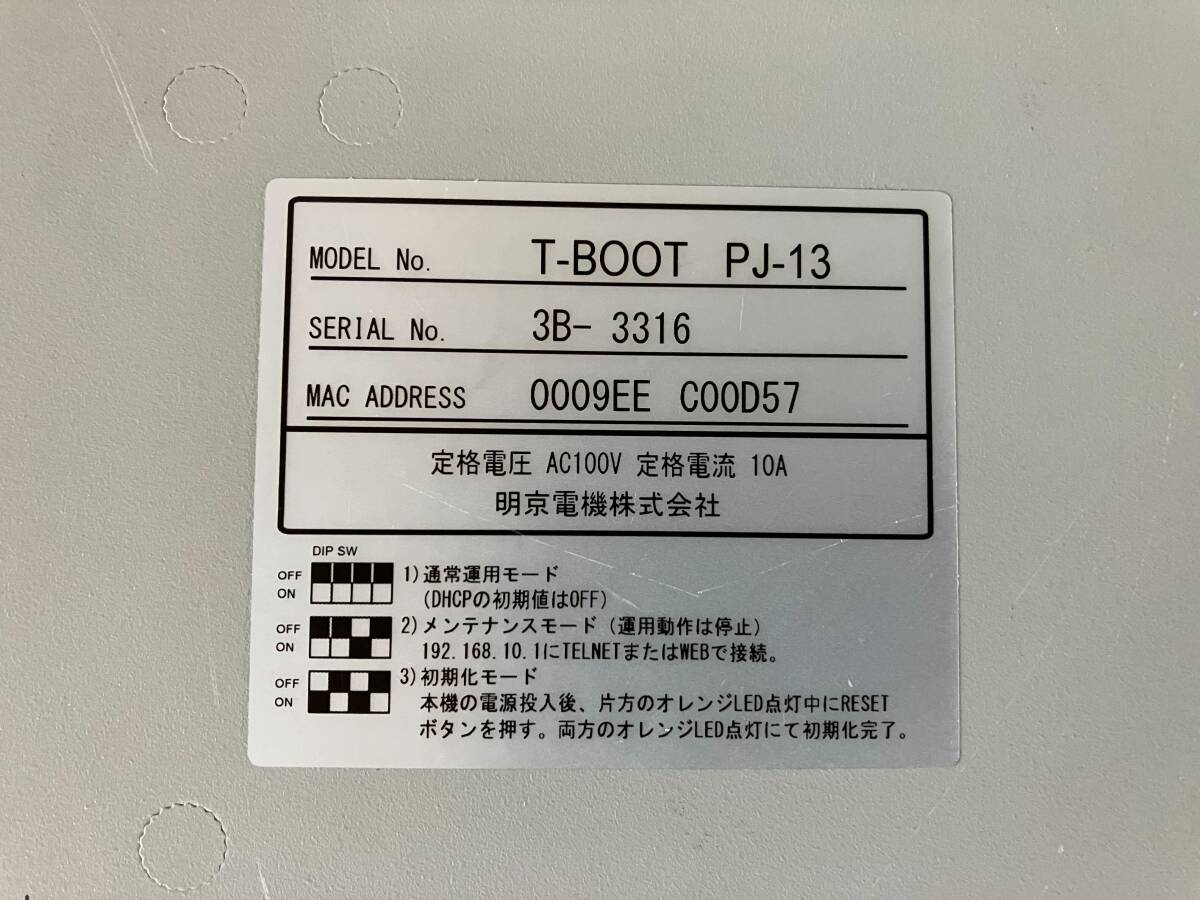 MODEL No. T-BOOT PJ-13
SERIAL No. 3B- 3316
MAC ADDRESS 0009EE C00D57
定格電圧 AC100V 定格電流 10A
明京電機株式会社
DIP SW
OFF
ON
1)通常運用モード
(DHCPの初期値はOFF)
OFF
ON
2)メンテナンスモード(運用動作は停止)
192.168.10.1にTELNETまたはWEBで接続。
OFF
ON
3)初期化モード
本機の電源投入後、片方のオレンジLED点灯中にRESET
ボタンを押す。両方のオレンジLED点灯にて初期化完了。